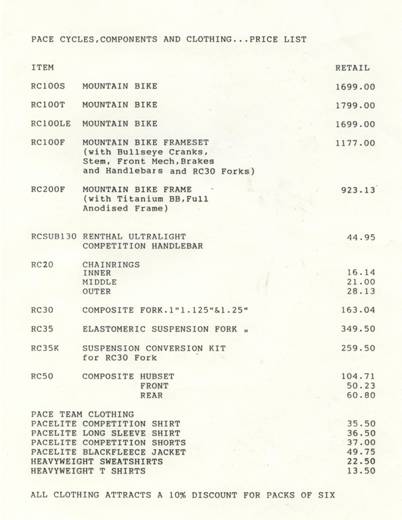 PACE CYCLES,COMPONENTS AND CLOTHING...PRICE LIST
ITEM RETAIL
RC100S MOUNTAIN BIKE 1699.00
RC100T MOUNTAIN BIKE 1799.00
RC100LE MOUNTAIN BIKE 1699.00
RC100F MOUNTAIN BIKE FRAMESET 1177.00
(with Bullseye Cranks,
Stem, Front Mech,Brakes
and Handlebars and RC30 Forks)
RC200F MOUNTAIN BIKE FRAME 923.13
(with Titanium BB,Full
Anodised Frame)
RCSUB130 RENTHAL ULTRALIGHT 44.95
COMPETITION HANDLEBAR
RC20 CHAINRINGS
INNER 16.14
MIDDLE 21.00
OUTER 28.13
RC30 COMPOSITE FORK.1"1.125"&1.25" 163.04
RC35 ELASTOMERIC SUSPENSION FORK " 349.50
RC35K SUSPENSION CONVERSION KIT 259.50
for RC30 Fork
RC50 COMPOSITE HUBSET 104.71
FRONT 50.23
REAR 60.80
PACE TEAM CLOTHING
PACELITE COMPETITION SHIRT 35.50
PACELITE LONG SLEEVE SHIRT 36.50
PACELITE COMPETITION SHORTS 37.00
PACELITE BLACKFLEECE JACKET 49.75
HEAVYWEIGHT SWEATSHIRTS 22.50
HEAVYWEIGHT T SHIRTS 13.50
ALL CLOTHING ATTRACTS A 10% DISCOUNT FOR PACKS OF SIX